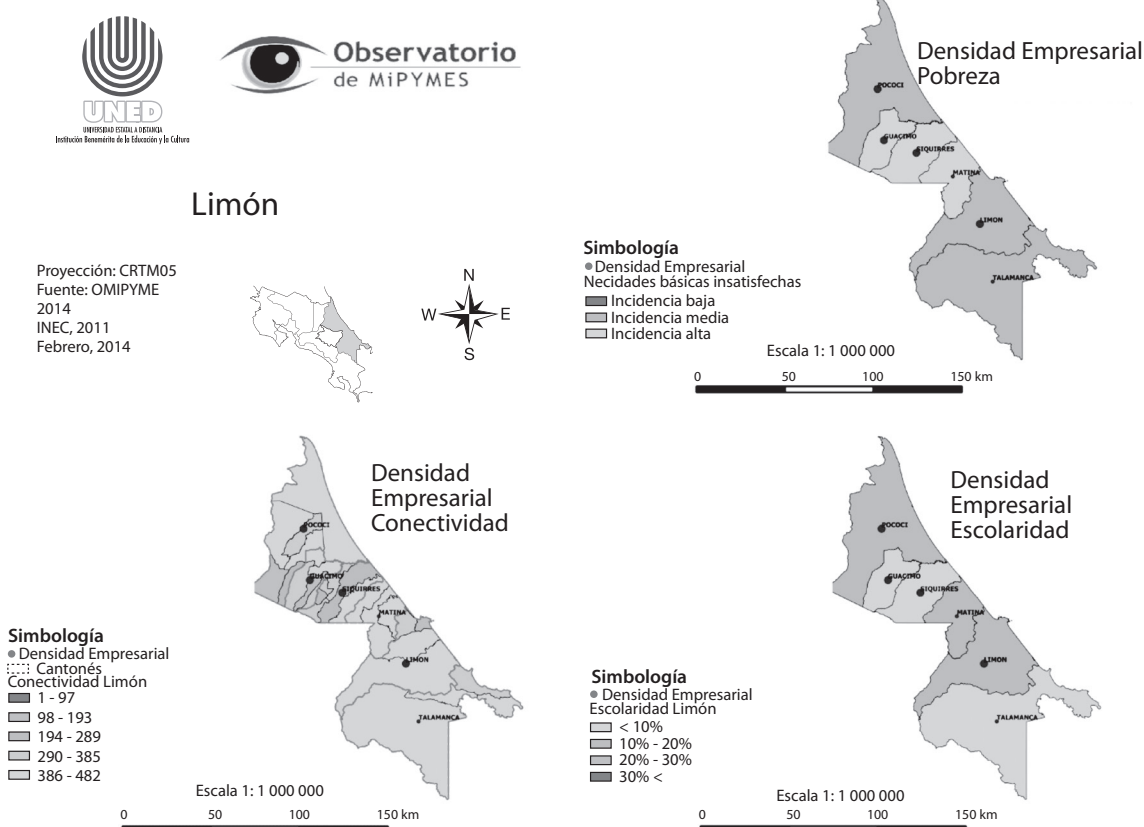 UNED
UNIVERSIDAD ESTATAL A DISTANCIA
Institución Benemérita de la Educación y la Cultura
Observatorio
de MiPYMES
Limón
Proyección: CRTM05
Fuente: OMIPYME
2014
INEC, 2011
Febrero, 2014
N
W
E
S
Densidad Empresarial
Pobreza
POCOCI
GUACIMO
SIQUIRRES
MATINA
LIMON
TALAMANCA
Simbología
Densidad Empresarial
Necidades básicas insatisfechas
Incidencia baja
Incidencia media
Incidencia alta
Escala 1: 1 000 000
0 50 100 150 km
Densidad
Empresarial
Conectividad
POCOCI
GUACIMO
SIQUIRRES
MATINA
LIMON
TALAMANCA
Simbología
Densidad Empresarial
Cantonés
Conectividad Limón
1 - 97
98 - 193
194 - 289
290 - 385
386 - 482
Escala 1: 1 000 000
0 50 100 150 km
Densidad
Empresarial
Escolaridad
POCOCI
GUACIMO
SIQUIRRES
MATINA
LIMON
TALAMANCA
Simbología
Densidad Empresarial
Escolaridad Limón
< 10%
10% - 20%
20% - 30%
30% <
Escala 1: 1 000 000
0 50 100 150 km